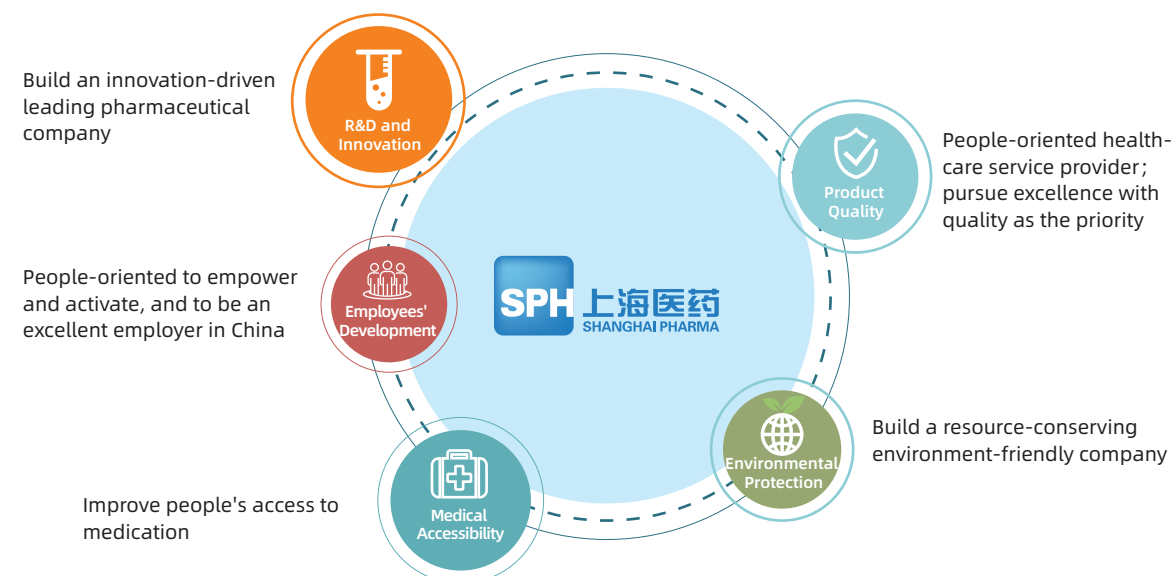 Build an innovation-driven
leading pharmaceutical
company
R&D and
Innovation
People-oriented health-
care service provider;
pursue excellence with
quality as the priority
Product
Quality
People-oriented to empower
and activate, and to be an
excellent employer in China
Employees'
Development
SPH 上海医药
SHANGHAI PHARMA
Build a resource-conserving
environment-friendly company
Environmental
Protection
Improve people's access to
medication
Medical
Accessibility